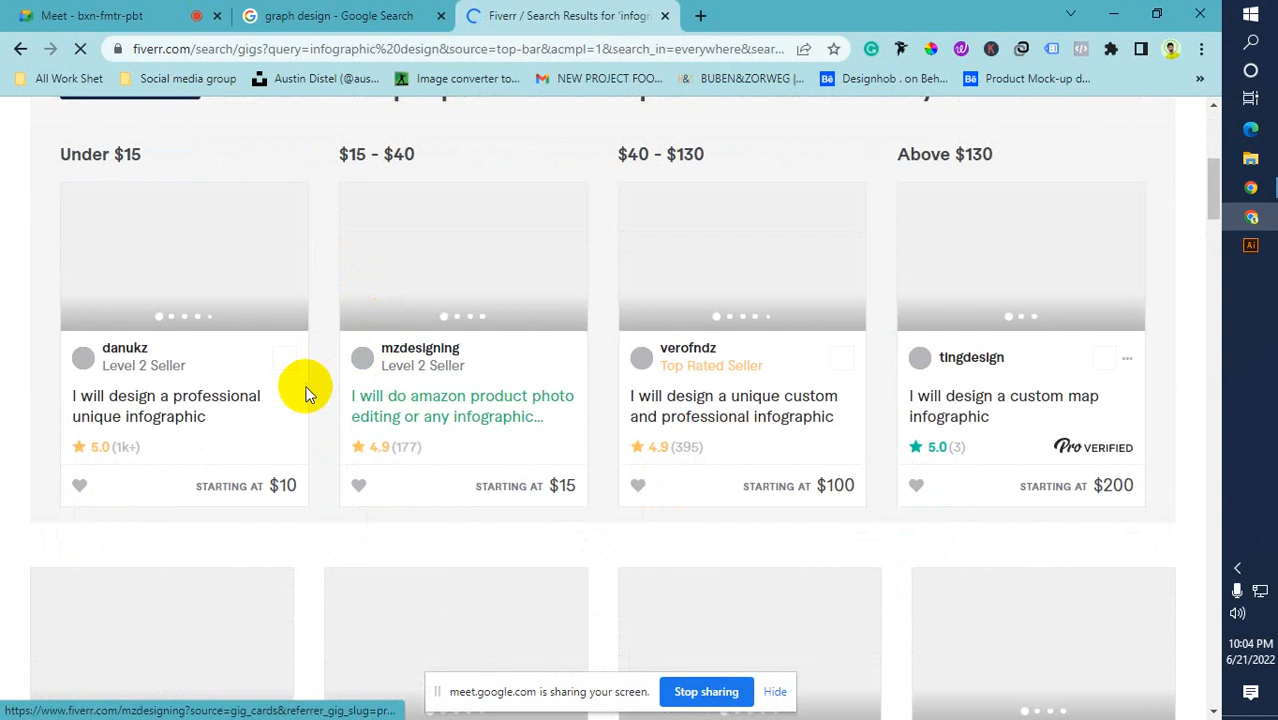 Meet - bxn-fmtr-pbt
graph design - Google Search
Fiverr / Search Results for 'infogra
fiverr.com/search/gigs?query=infographic%20design&source=top-bar&acmpl=1&search_in=everywhere&sear...
All Work Shet
Social media group
Austin Distel (@aus...
Image converter to...
NEW PROJECT FOO...
BUBEN&ZORWEG |...
Designhob . on Beh...
Product Mock-up d...
Under $15
$15 - $40
$40 - $130
Above $130
danukz
Level 2 Seller
I will design a professional
unique infographic
5.0 (1k+)
STARTING AT $10
mzdesigning
Level 2 Seller
I will do amazon product photo
editing or any infographic...
4.9 (177)
STARTING AT $15
verofndz
Top Rated Seller
I will design a unique custom
and professional infographic
4.9 (395)
STARTING AT $100
tingdesign
I will design a custom map
infographic
5.0 (3)
Pro VERIFIED
STARTING AT $200
meet.google.com is sharing your screen.
Stop sharing
Hide
https://www.fiverr.com/mzdesigning?source=gig_cards&referrer_gig_slug=pr...
Ai
10:04 PM
6/21/2022